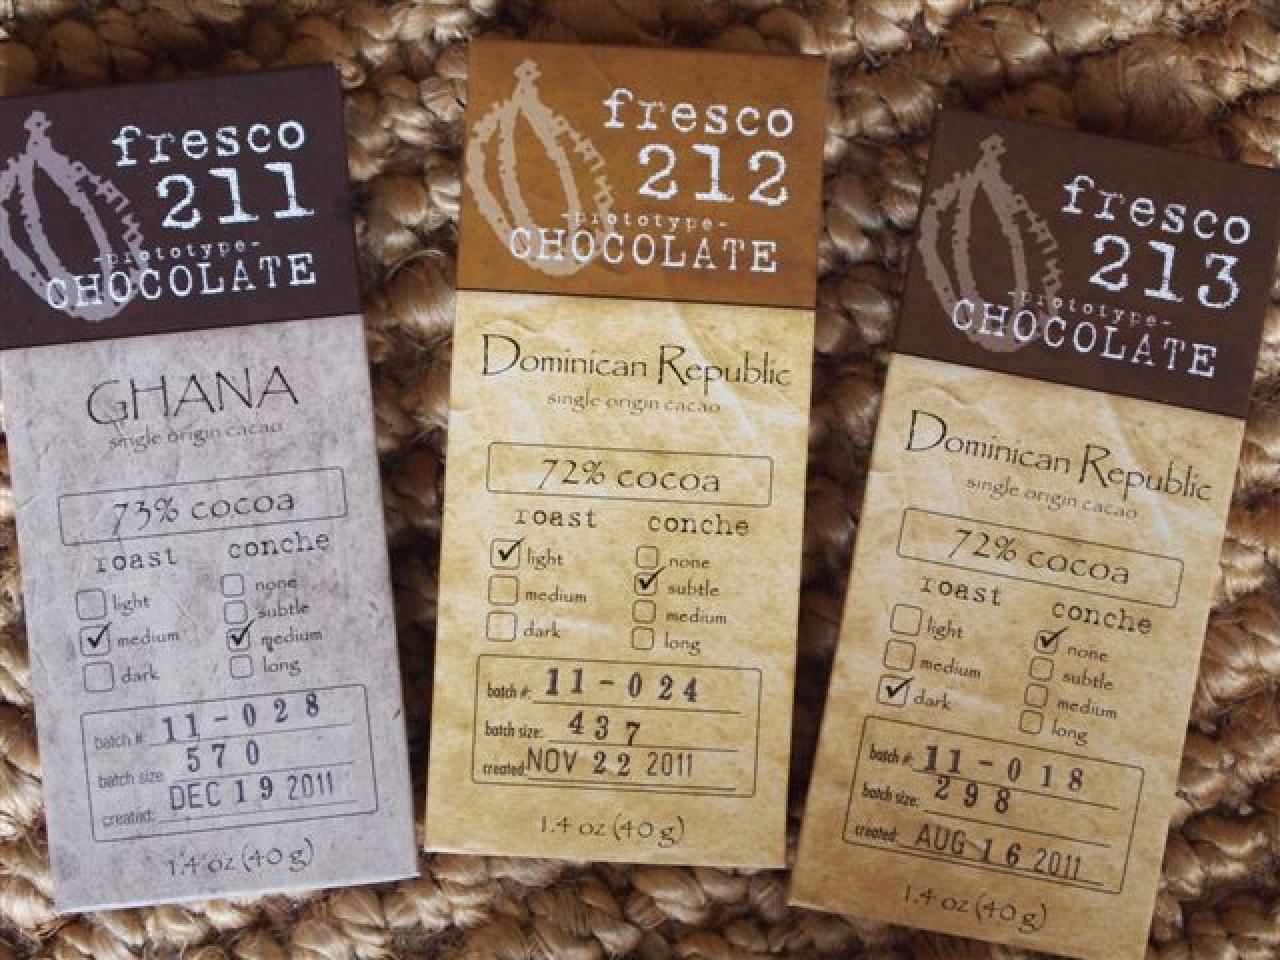 fresco
211
-prototype-
CHOCOLATE
GHANA
single origin cacao
73% cocoa
roast conche
light none
medium subtle
dark medium
long
batch #: 11-028
batch size: 570
created: DEC 19 2011
1.4 oz (40 g)
fresco
212
-prototype-
CHOCOLATE
Dominican Republic
single origin cacao
72% cocoa
roast conche
light none
medium subtle
dark medium
long
batch #: 11-024
batch size: 437
created: NOV 22 2011
1.4 oz (40 g)
fresco
213
-prototype-
CHOCOLATE
Dominican Republic
single origin cacao
72% cocoa
roast conche
light none
medium subtle
dark medium
long
batch #: 11-018
batch size: 298
created: AUG 16 2011
1.4 oz (40 g)